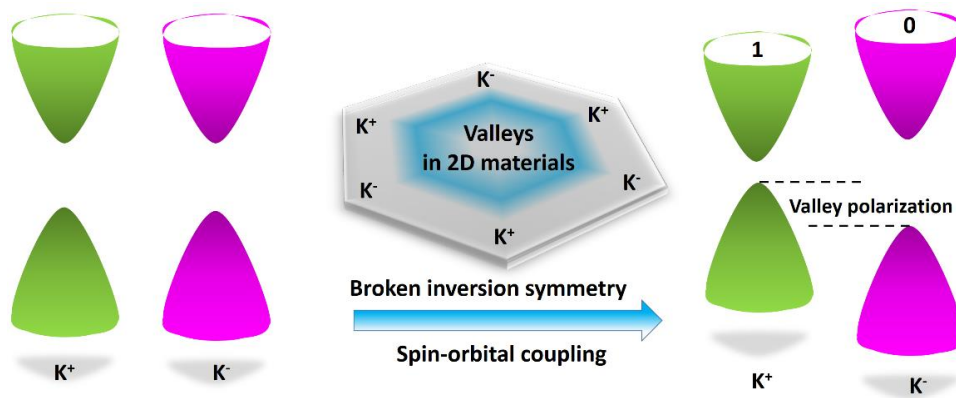 K⁺
K⁻
K⁻
K⁺
K⁺
Valleys
in 2D materials
K⁻
K⁻
K⁺
Broken inversion symmetry
Spin-orbital coupling
1
0
Valley polarization
K⁺
K⁻